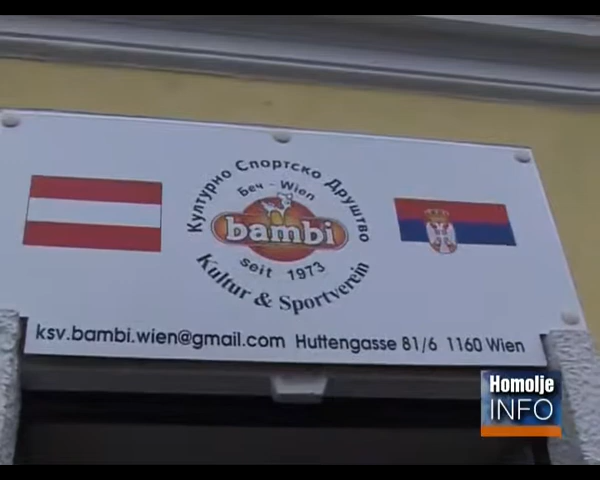 Културно Спортско Друштво
Беч - Wien
bambi
seit 1973
Kultur & Sportverein
ksv.bambi.wien@gmail.com Huttengasse 81/6 1160 Wien
Homolje
INFO